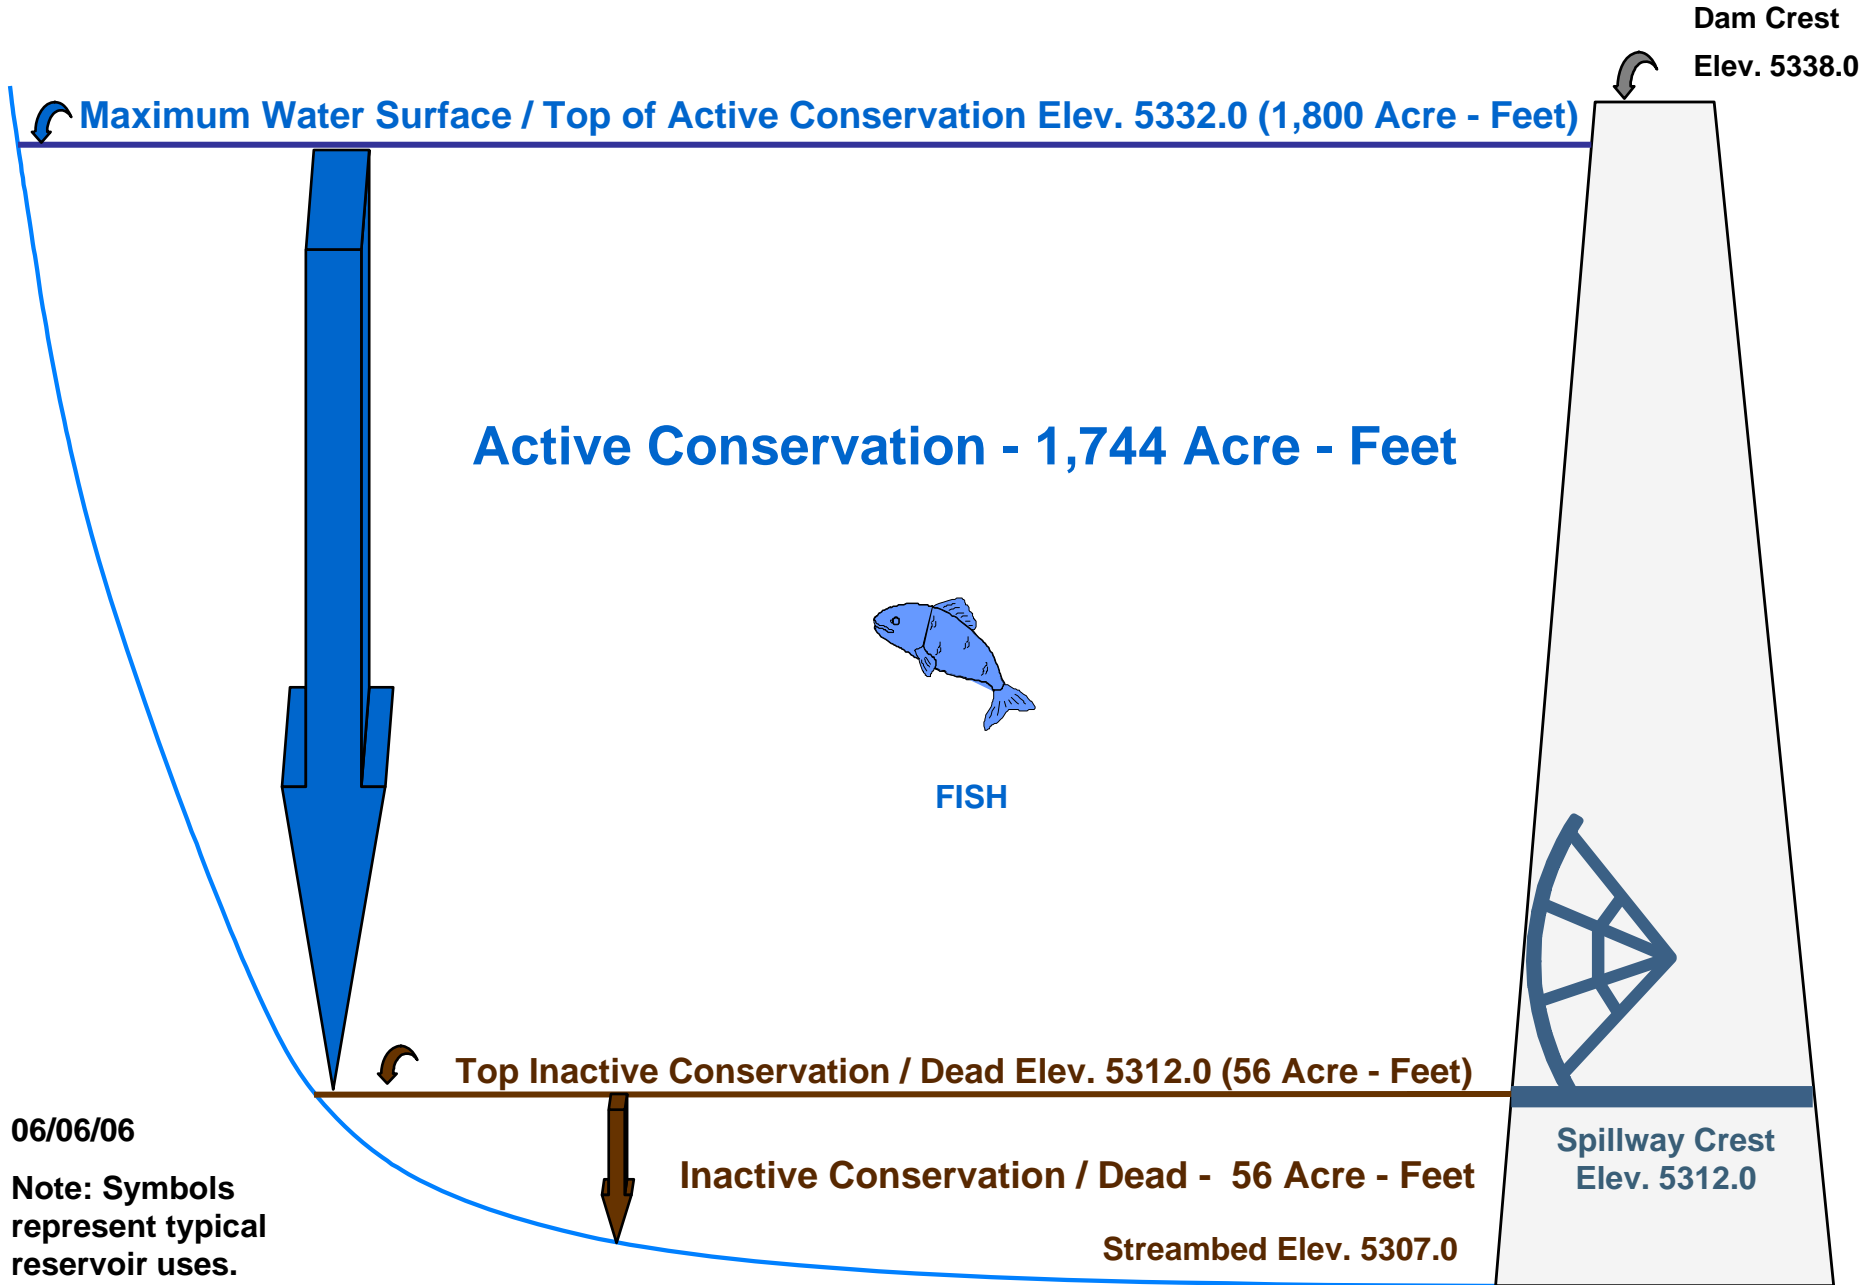 Dam Crest
Elev. 5338.0
Maximum Water Surface / Top of Active Conservation Elev. 5332.0 (1,800 Acre - Feet)
Active Conservation - 1,744 Acre - Feet
FISH
Top Inactive Conservation / Dead Elev. 5312.0 (56 Acre - Feet)
06/06/06
Note: Symbols
represent typical
reservoir uses.
Inactive Conservation / Dead -  56 Acre - Feet
Spillway Crest
Elev. 5312.0
Streambed Elev. 5307.0